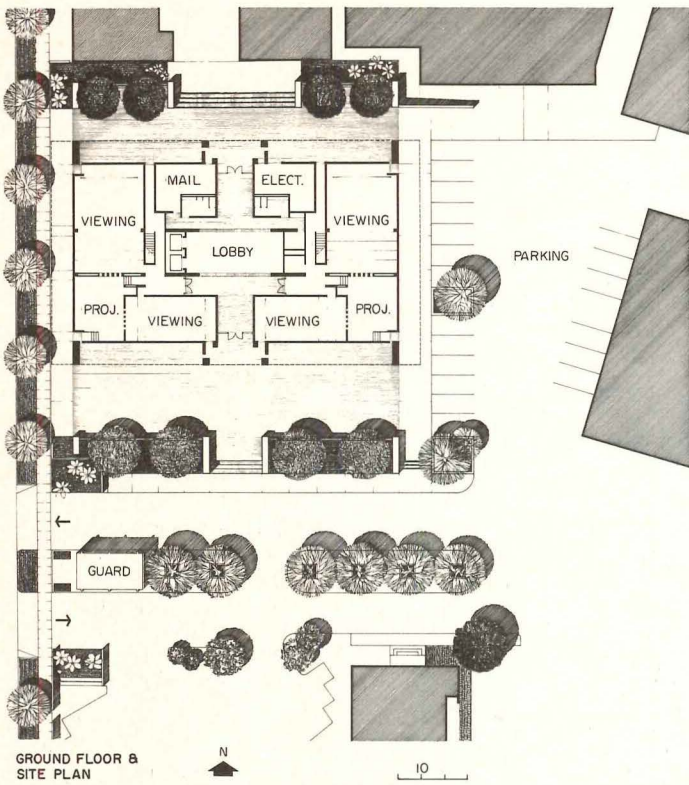 MAIL
ELECT.
VIEWING
VIEWING
LOBBY
PARKING
PROJ.
PROJ.
VIEWING
VIEWING
GUARD
GROUND FLOOR &
SITE PLAN
N
10